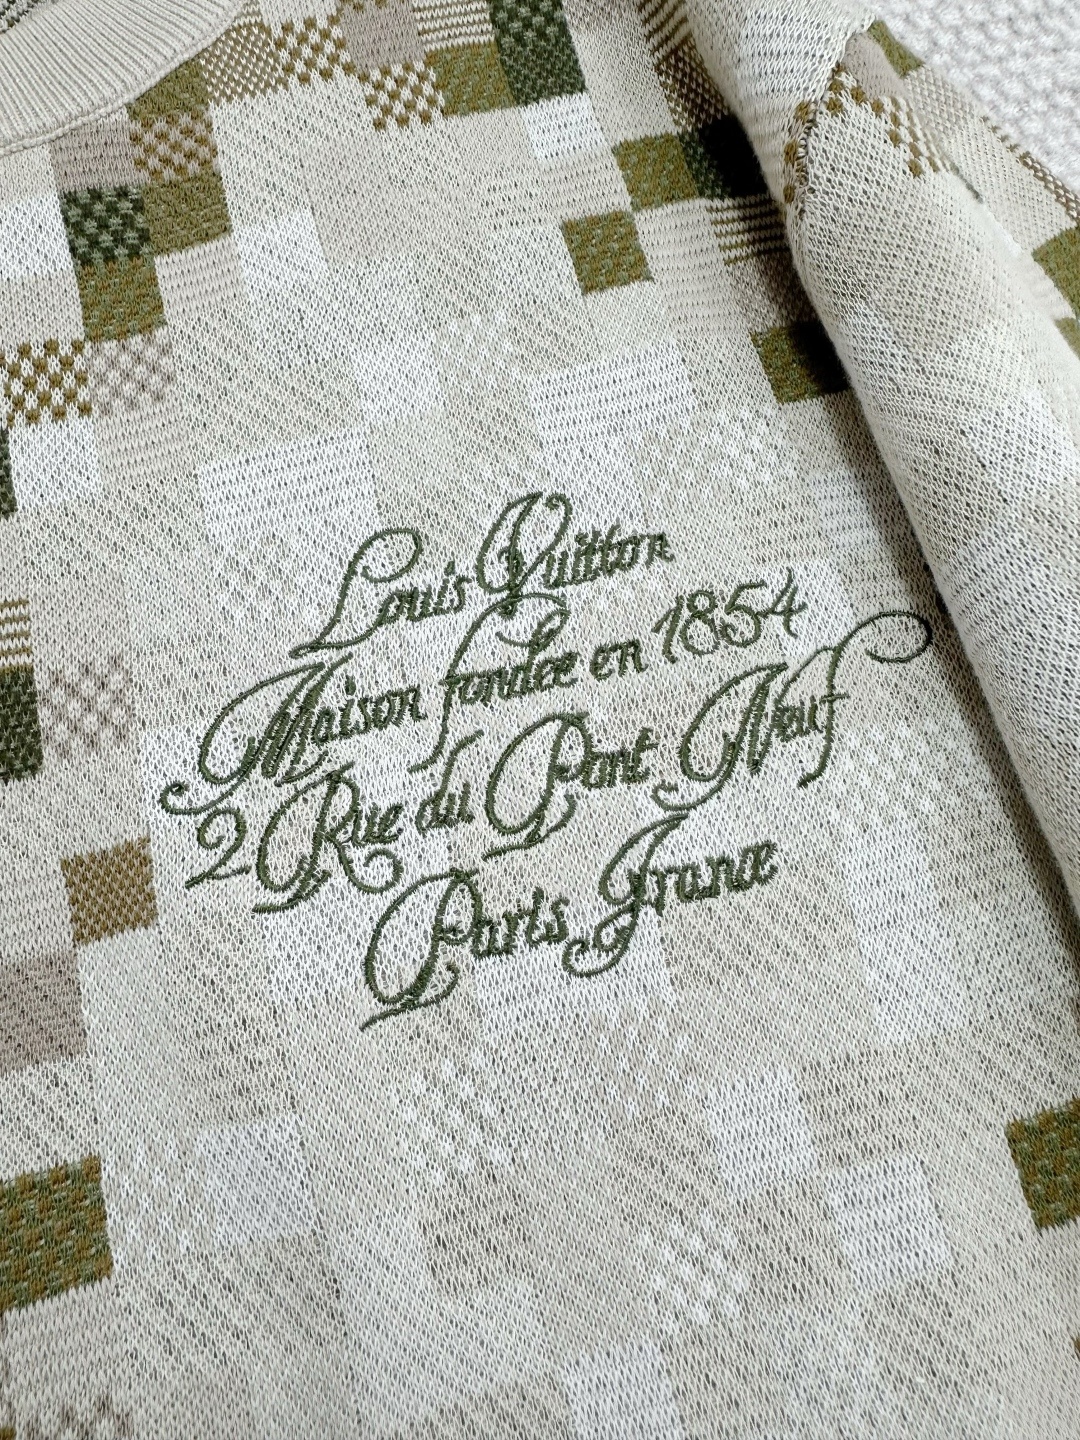 Louis Vuitton
Maison fondée en 1854
2 Rue du Pont Neuf
Paris, France